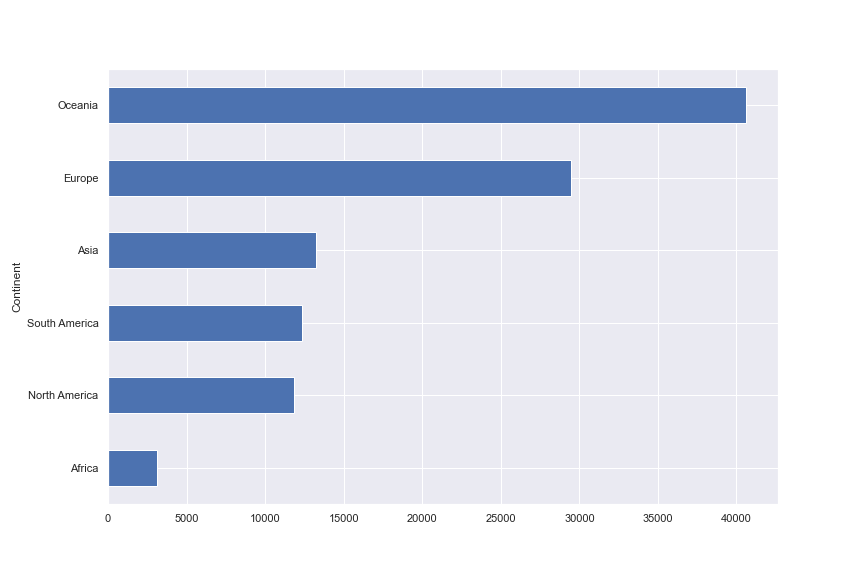 Oceania
Europe
Asia
South America
North America
Africa
Continent
0 5000 10000 15000 20000 25000 30000 35000 40000